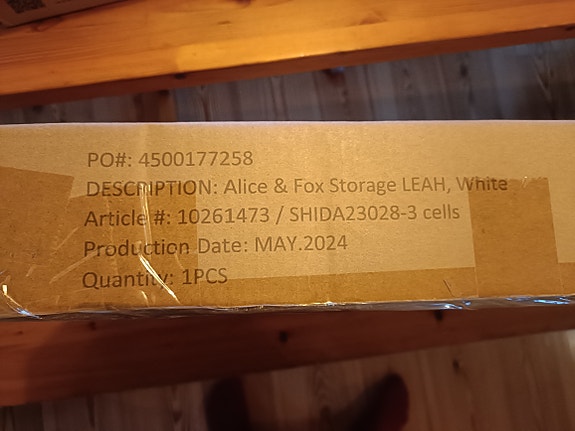 PO#: 4500177258
DESCRIPTION: Alice & Fox Storage LEAH, White
Article #: 10261473 / SHIDA23028-3 cells
Production Date: MAY.2024
Quantity: 1PCS